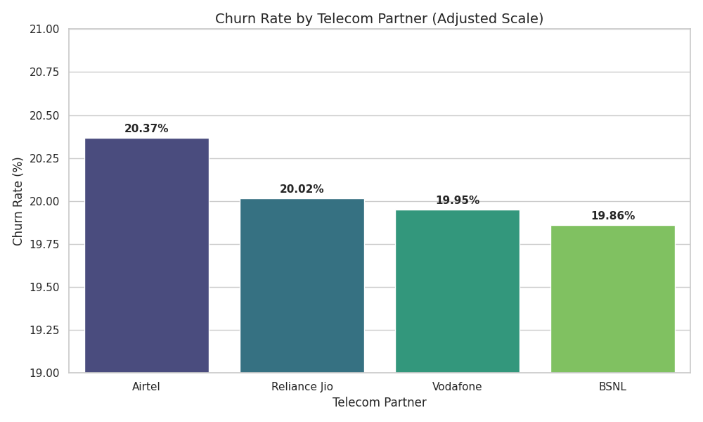 Churn Rate by Telecom Partner (Adjusted Scale)
Churn Rate (%)
21.00
20.75
20.50
20.25
20.00
19.75
19.50
19.25
19.00
20.37%
20.02%
19.95%
19.86%
Airtel
Reliance Jio
Vodafone
BSNL
Telecom Partner